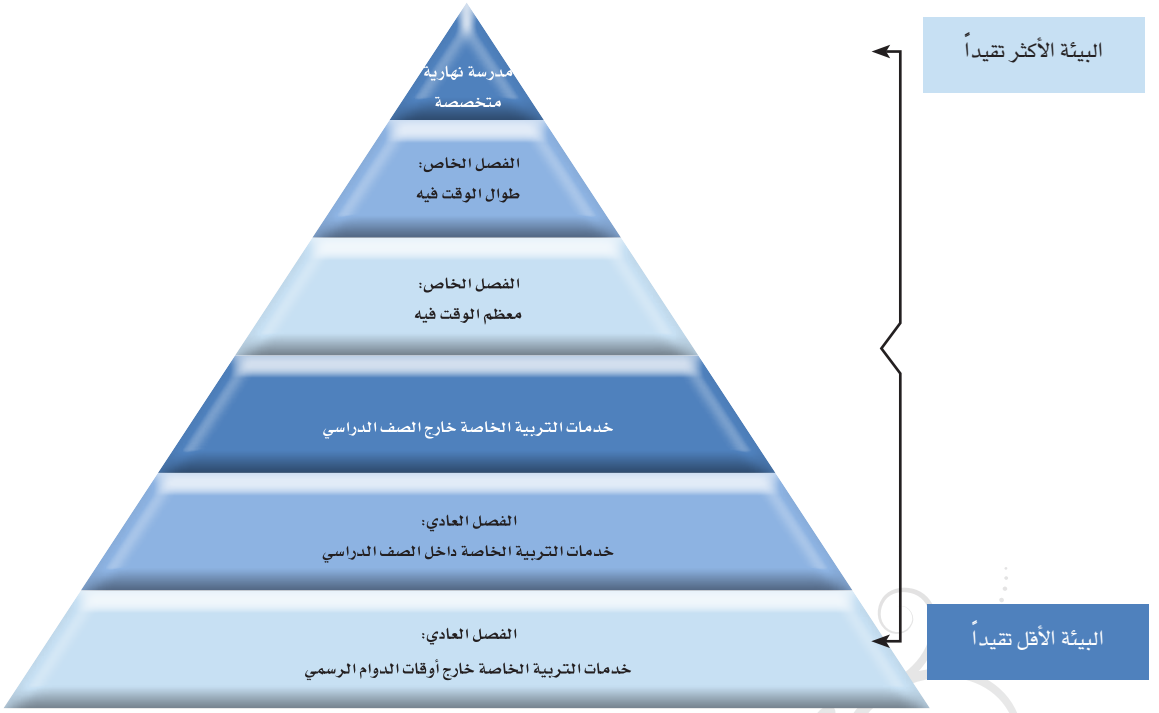 البيئة الأكثر تقيداً
مدرسة نهارية
متخصصة
الفصل الخاص:
طوال الوقت فيه
الفصل الخاص:
معظم الوقت فيه
خدمات التربية الخاصة خارج الصف الدراسي
الفصل العادي:
خدمات التربية الخاصة داخل الصف الدراسي
الفصل العادي:
خدمات التربية الخاصة خارج أوقات الدوام الرسمي
البيئة الأقل تقيداً